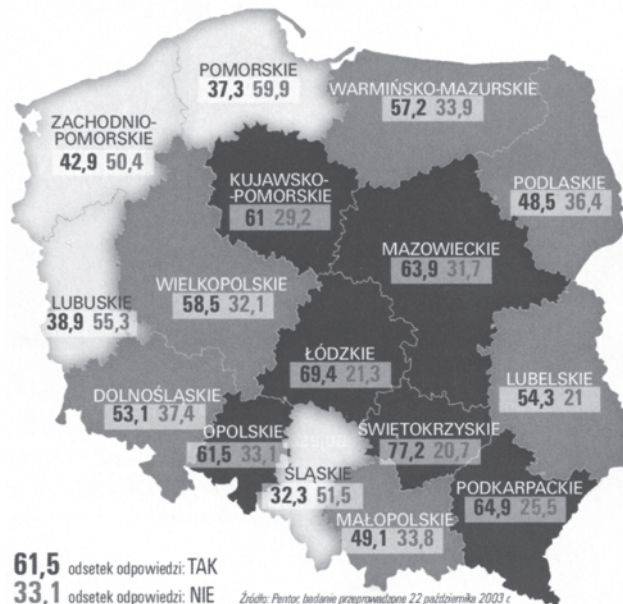 POMORSKIE
37,3 59,9
WARMIŃSKO-MAZURSKIE
57,2 33,9
ZACHODNIO-
POMORSKIE
42,9 50,4
KUJAWSKO-
-POMORSKIE
61 29,2
PODLASKIE
48,5 36,4
MAZOWIECKIE
63,9 31,7
WIELKOPOLSKIE
58,5 32,1
LUBUSKIE
38,9 55,3
ŁÓDZKIE
69,4 21,3
LUBELSKIE
54,3 21
DOLNOŚLĄSKIE
53,1 37,4
OPOLSKIE
61,5 33,1
ŚWIĘTOKRZYSKIE
77,2 20,7
ŚLĄSKIE
32,3 51,5
PODKARPACKIE
64,9 25,5
MAŁOPOLSKIE
49,1 33,8
61,5 odsetek odpowiedzi: TAK
33,1 odsetek odpowiedzi: NIE
Źródło: Pentor, badanie przeprowadzone 22 października 2003 r.